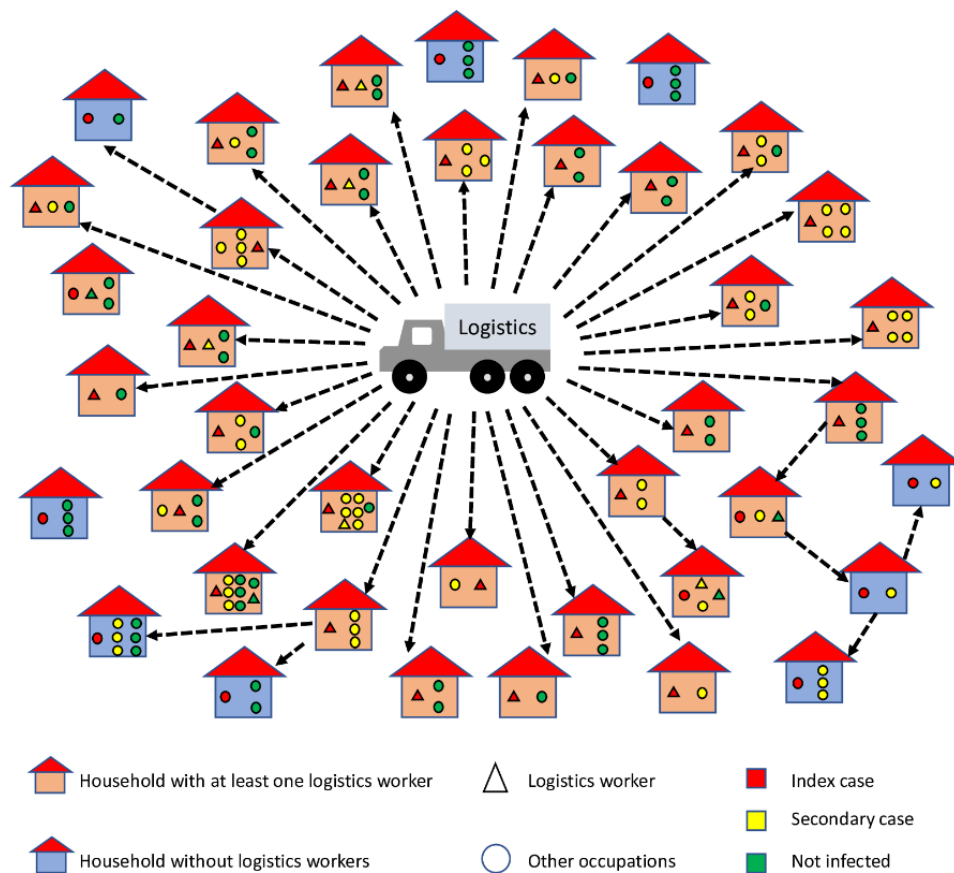 Logistics
Household with at least one logistics worker
Logistics worker
Index case
Secondary case
Household without logistics workers
Other occupations
Not infected